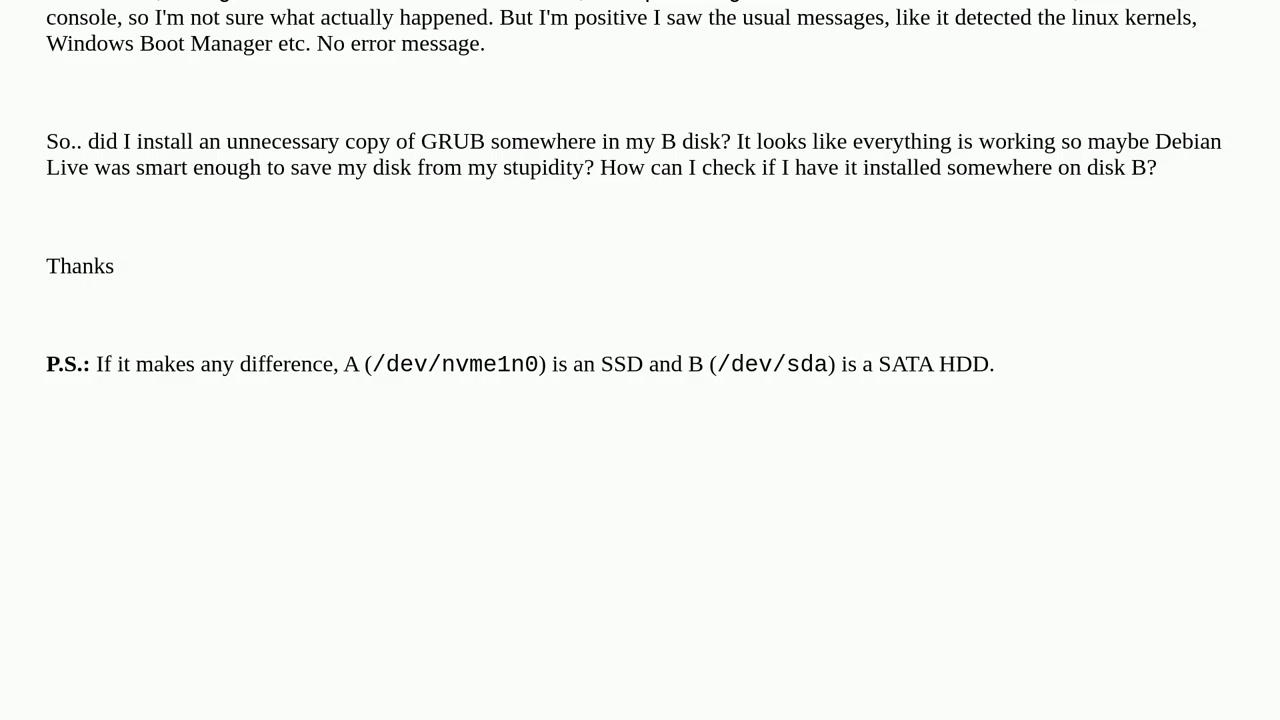 console, so I'm not sure what actually happened. But I'm positive I saw the usual messages, like it detected the linux kernels,
Windows Boot Manager etc. No error message.
So.. did I install an unnecessary copy of GRUB somewhere in my B disk? It looks like everything is working so maybe Debian
Live was smart enough to save my disk from my stupidity? How can I check if I have it installed somewhere on disk B?
Thanks
P.S.: If it makes any difference, A (/dev/nvme1n0) is an SSD and B (/dev/sda) is a SATA HDD.